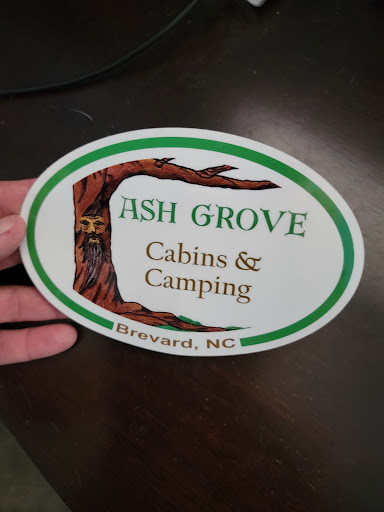 ASH GROVE
Cabins &
Camping
Brevard, NC